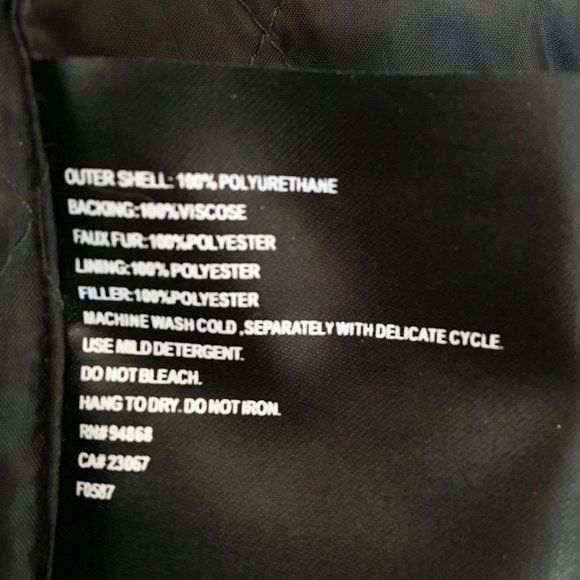 OUTER SHELL: 100% POLYURETHANE
BACKING:100%VISCOSE
FAUX FUR:100%POLYESTER
LINING:100% POLYESTER
FILLER:100%POLYESTER
MACHINE WASH COLD ,SEPARATELY WITH DELICATE CYCLE.
USE MILD DETERGENT.
DO NOT BLEACH.
HANG TO DRY. DO NOT IRON.
RN# 94868
CA# 23067
F0587